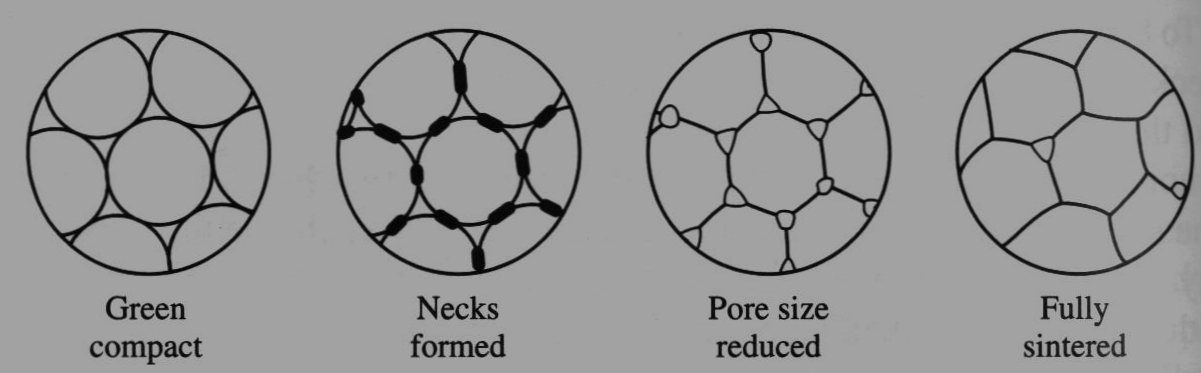 Green
compact
Necks
formed
Pore size
reduced
Fully
sintered